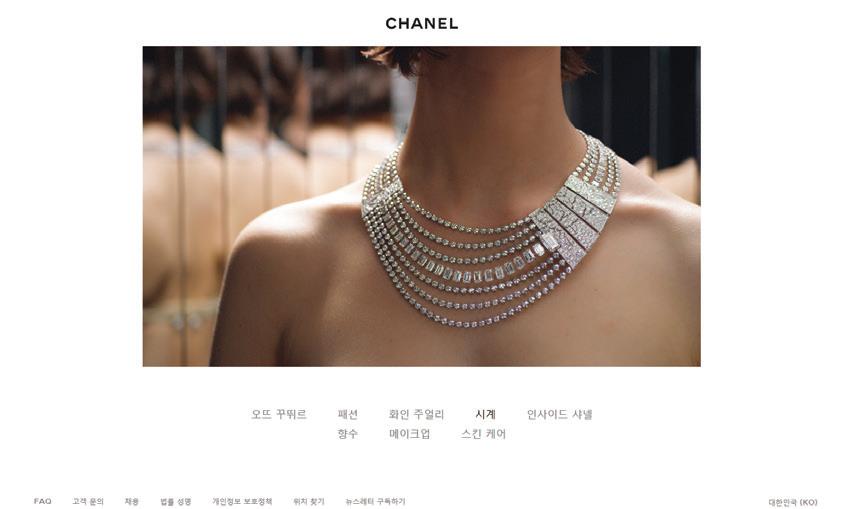 CHANEL
오뜨 꾸뛰르 패션 화인 주얼리 시계 인사이드 샤넬
향수 메이크업 스킨 케어
FAQ 고객 문의 채용 법률 성명 개인정보 보호정책 위치 찾기 뉴스레터 구독하기 대한민국 (KO)